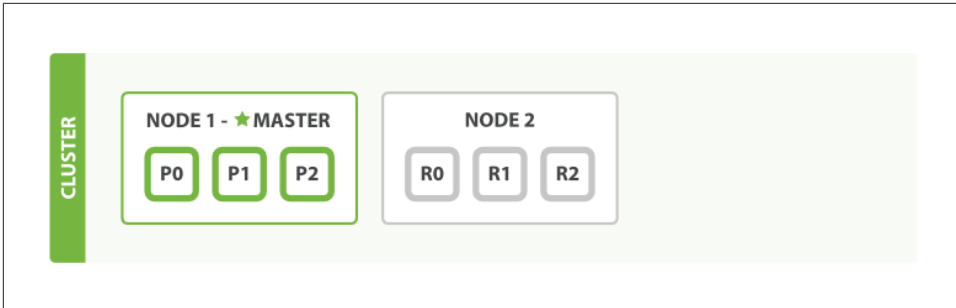 CLUSTER
NODE 1 - ★ MASTER
P0 P1 P2
NODE 2
R0 R1 R2